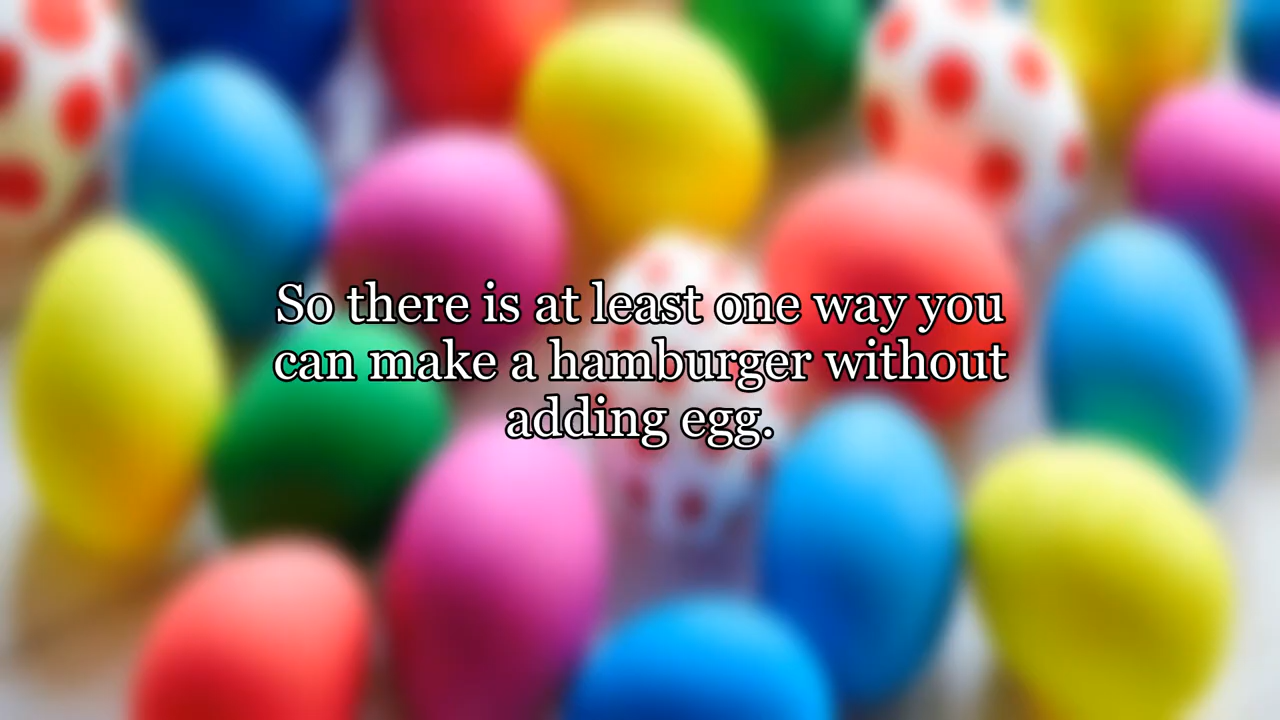 So there is at least one way you
can make a hamburger without
adding egg.